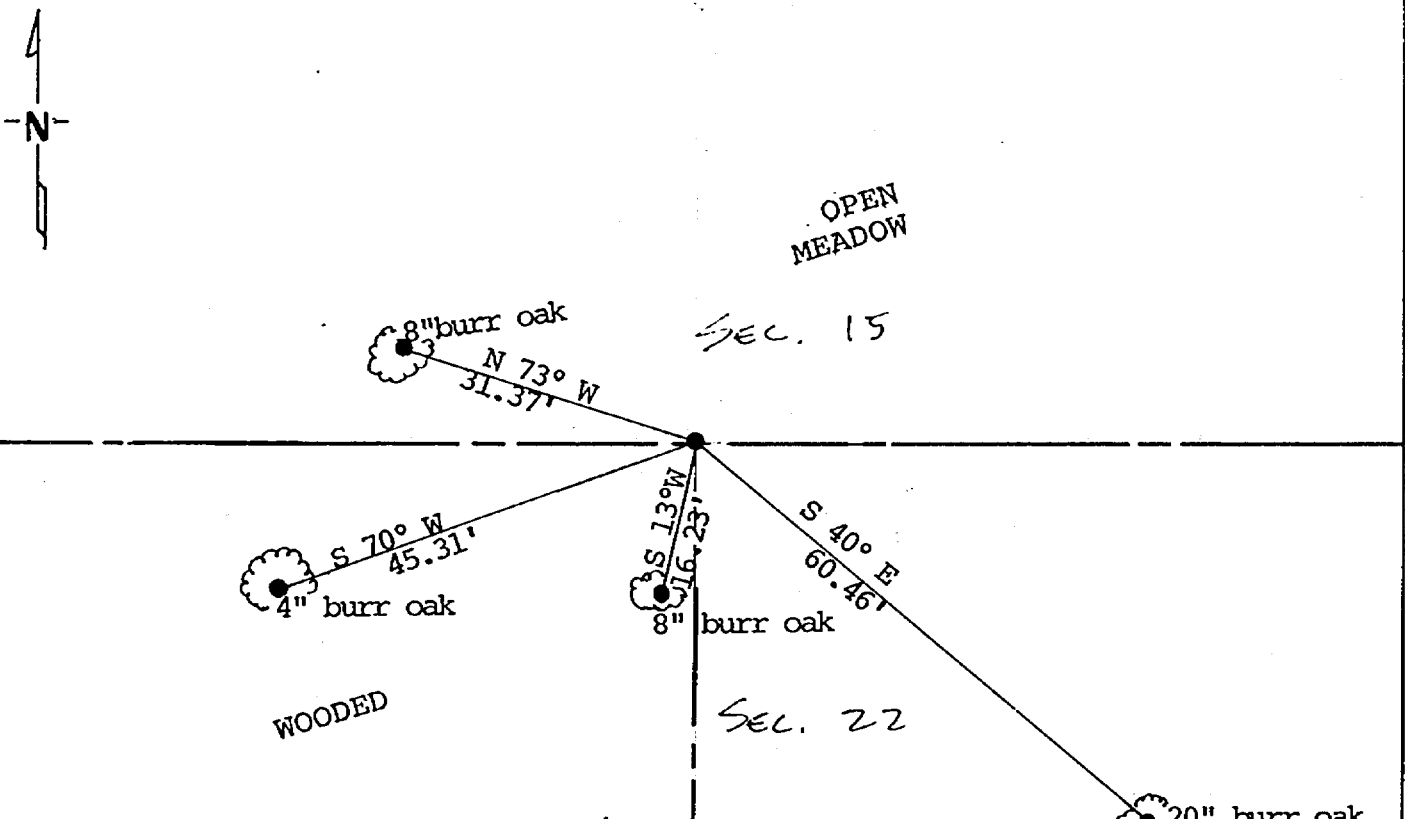 N
OPEN
MEADOW
SEC. 15
8" burr oak
N 73° W
31.37'
S 70° W
45.31'
4" burr oak
S 13° W
16.23'
8" burr oak
S 40° E
60.46'
WOODED
SEC. 22
20" burr oak